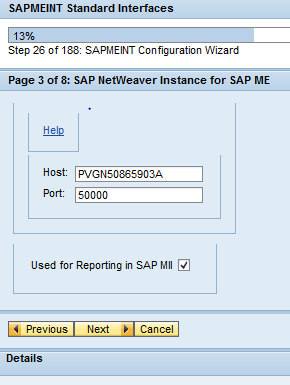 SAPMEINT Standard Interfaces
13%
Step 26 of 188: SAPMEINT Configuration Wizard
Page 3 of 8: SAP NetWeaver Instance for SAP ME
Help
Host: PVGN50865903A
Port: 50000
Used for Reporting in SAP MII
Previous Next Cancel
Details